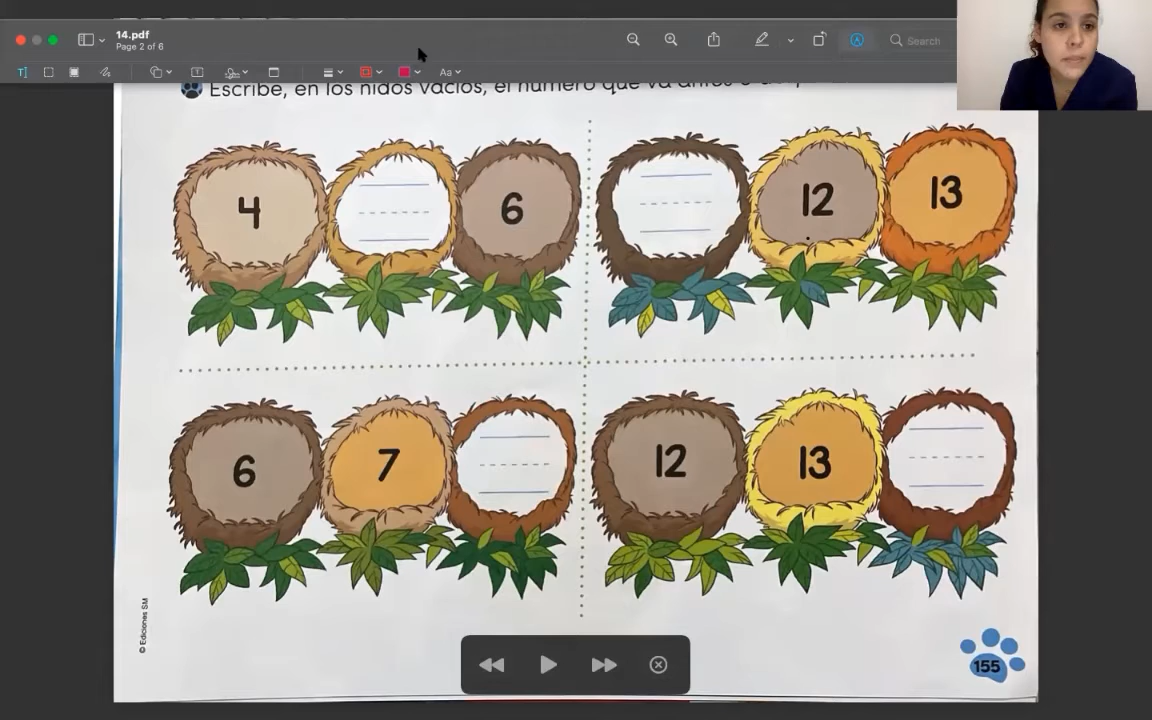 14.pdf
Page 2 of 6
Search
Aa
Escribe, en los nidos vacíos, el número que va antes o
4 6 12 13
6 7 12 13
© Ediciones SM
155